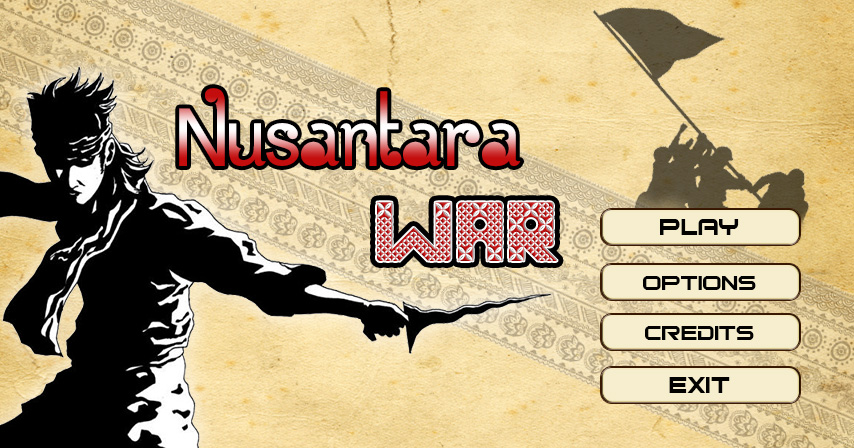 Nusantara
WAR
PLAY
OPTIONS
CREDITS
EXIT